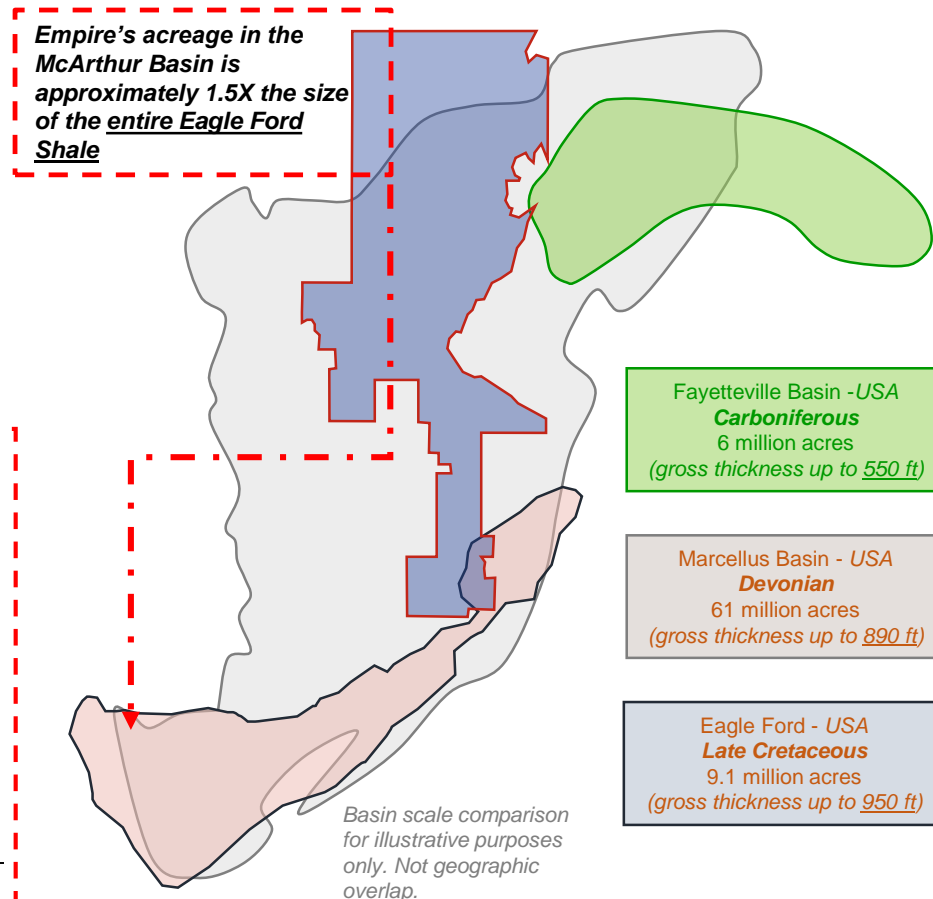 Empire's acreage in the
McArthur Basin is
approximately 1.5X the size
of the entire Eagle Ford
Shale
Fayetteville Basin -USA
Carboniferous
6 million acres
(gross thickness up to 550 ft)
Marcellus Basin - USA
Devonian
61 million acres
(gross thickness up to 890 ft)
Eagle Ford - USA
Late Cretaceous
9.1 million acres
(gross thickness up to 950 ft)
Basin scale comparison
for illustrative purposes
only. Not geographic
overlap.